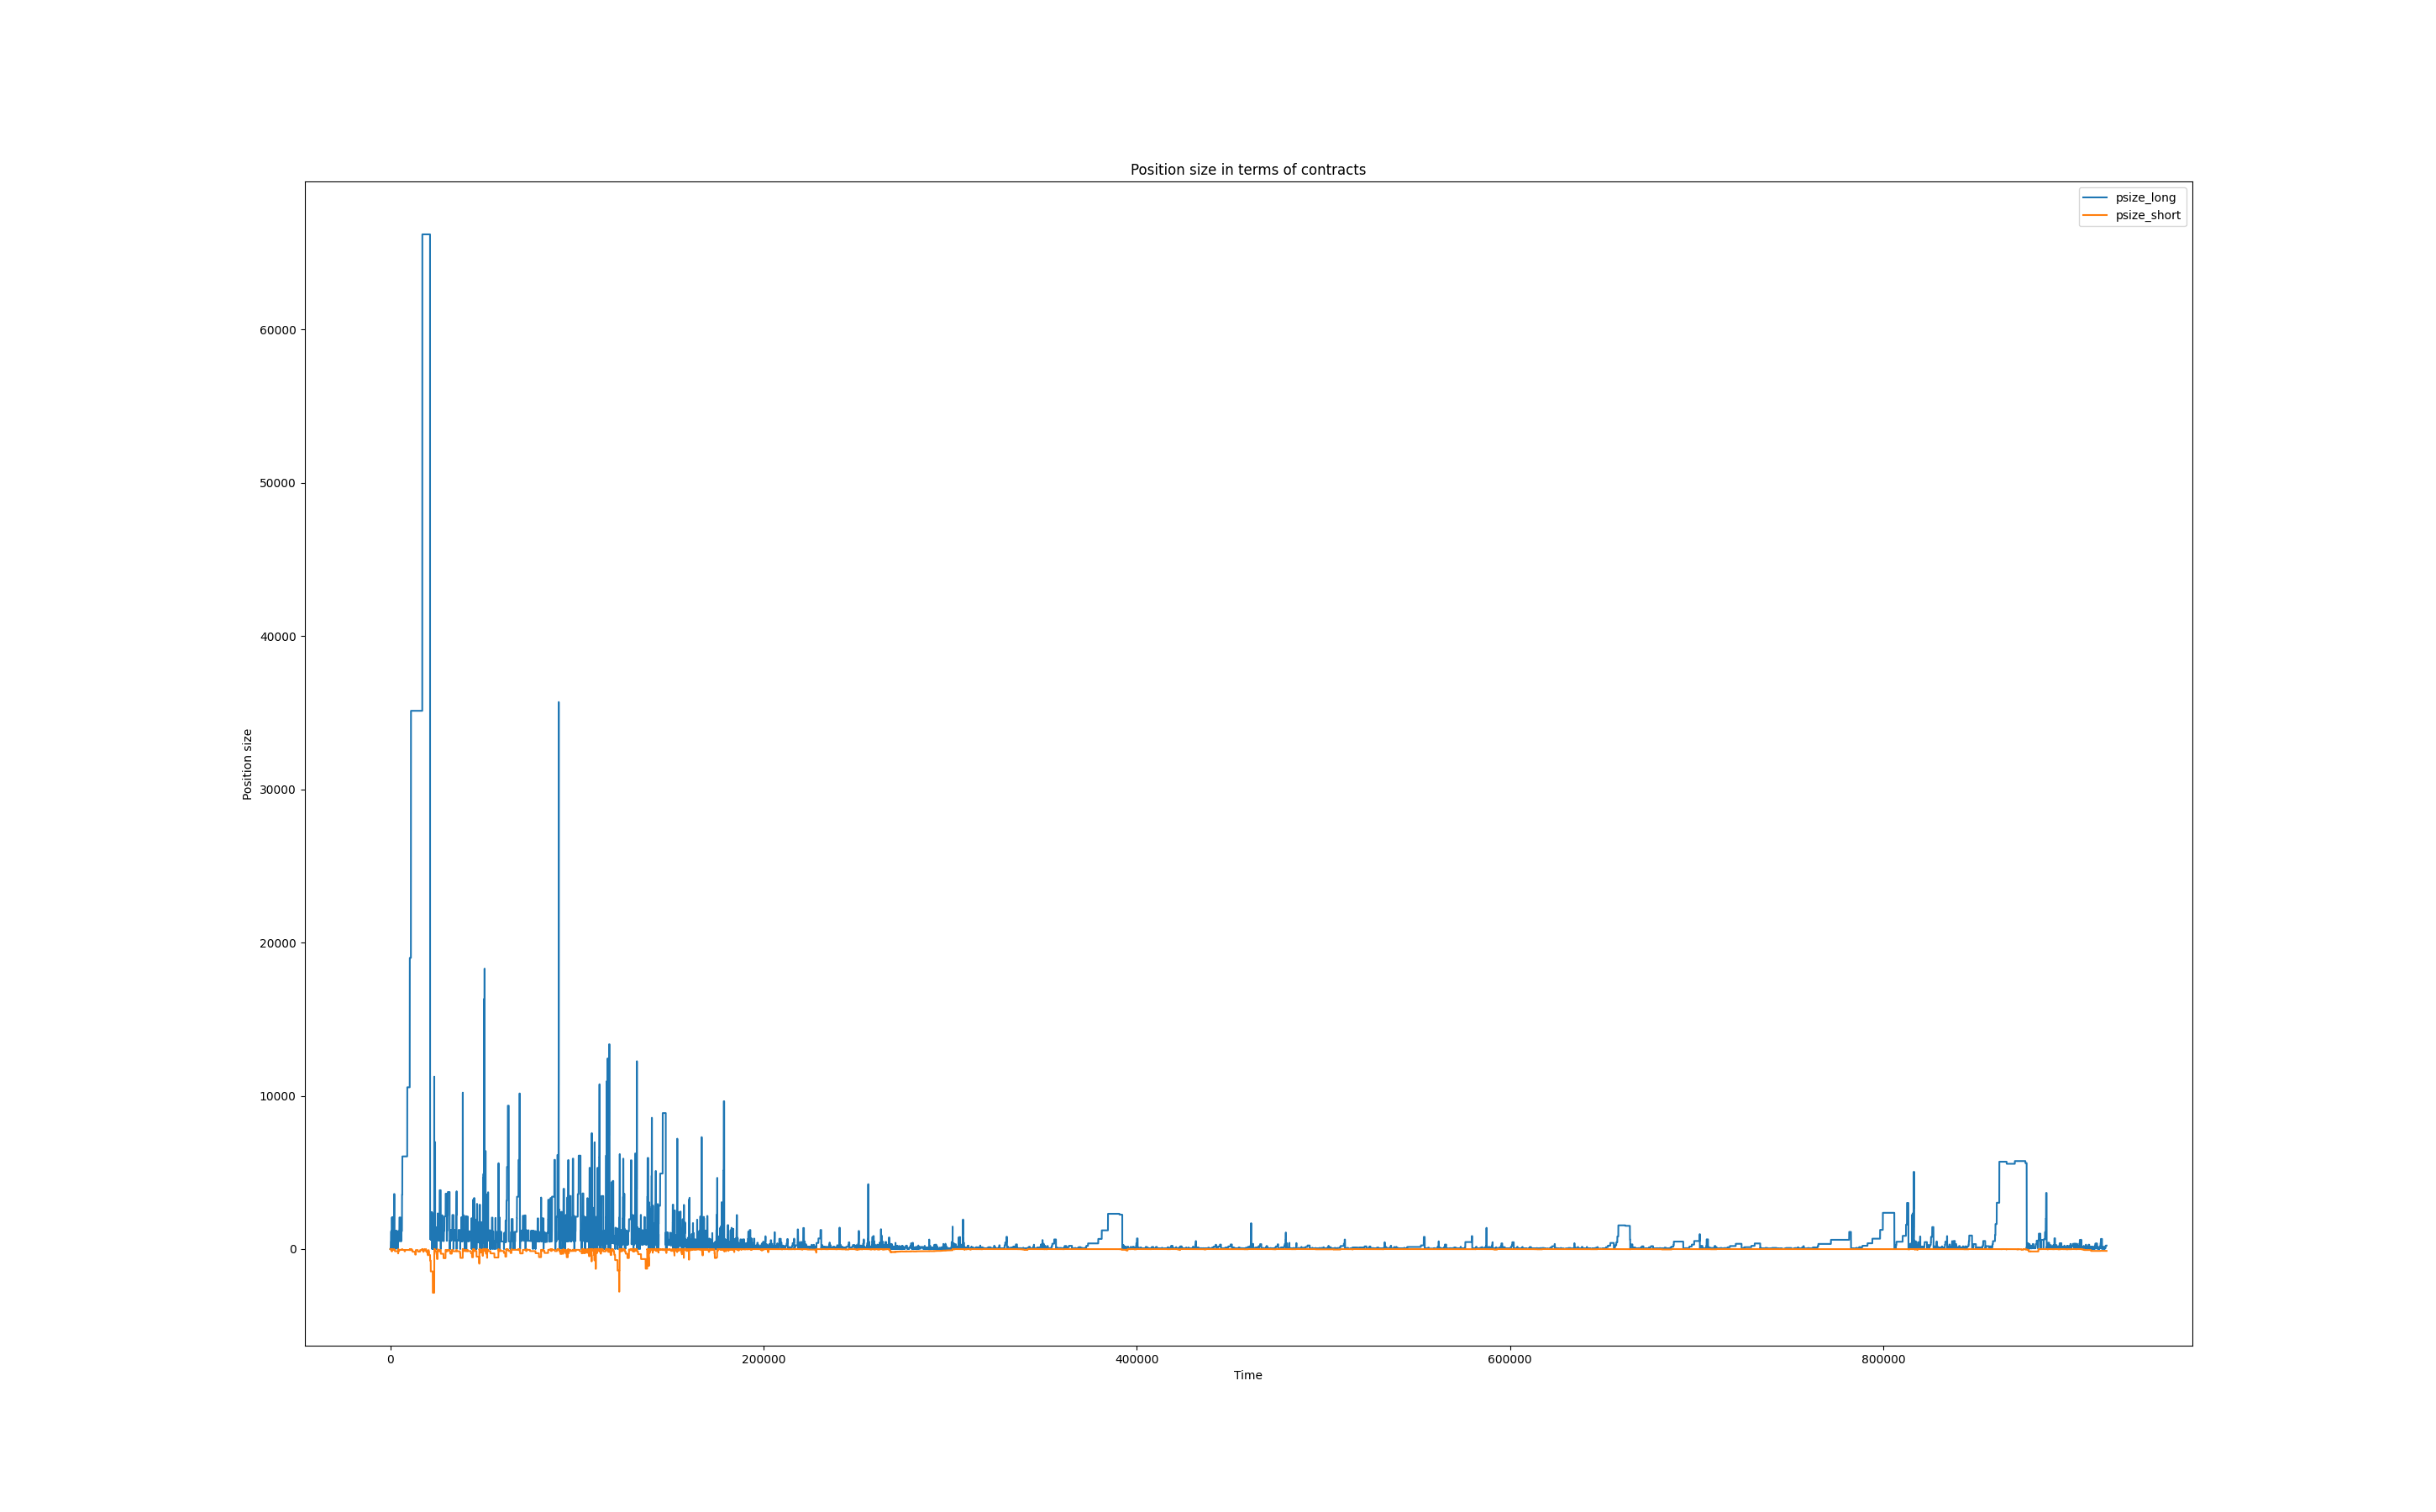 Position size in terms of contracts
psize_long
psize_short
60000
50000
40000
30000
20000
10000
0
Position size
0
200000
400000
600000
800000
Time